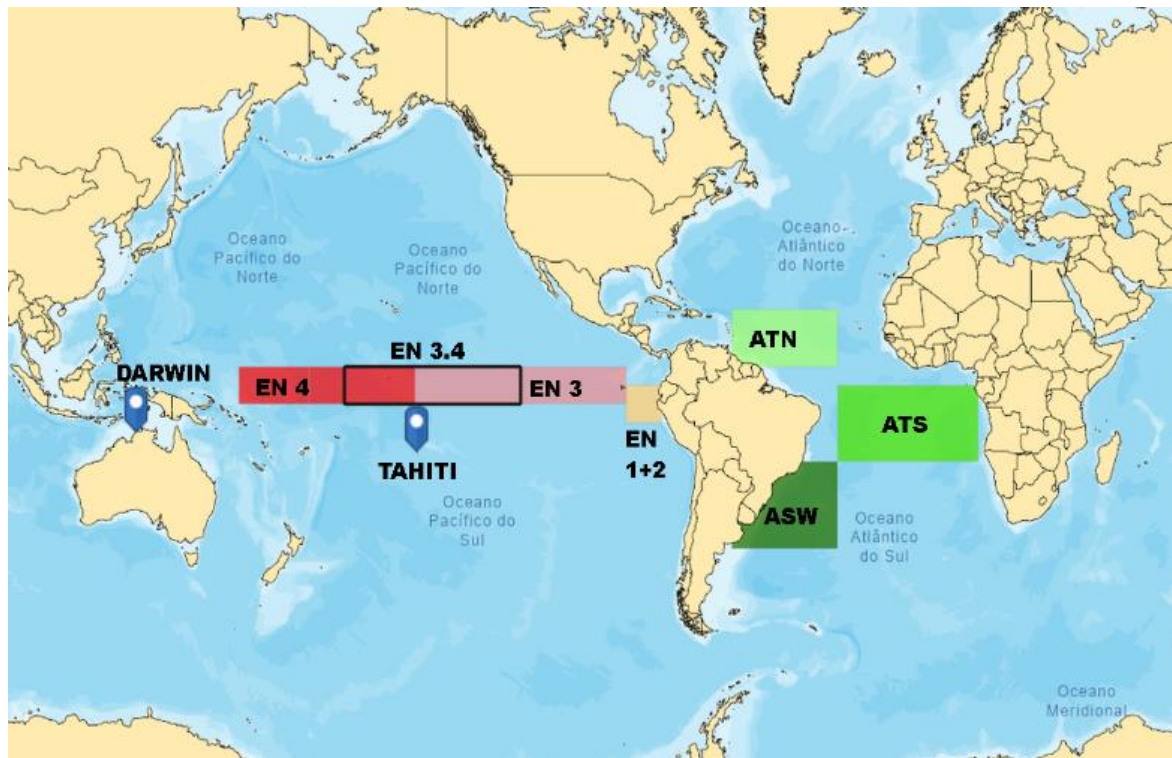 Oceano
Pacífico do
Norte
Oceano
Pacífico do
Norte
Oceano
Atlântico
do Norte
ATN
EN 3.4
DARWIN
EN 4
EN 3
EN
1+2
ATS
TAHITI
ASW
Oceano
Pacífico do
Sul
Oceano
Atlântico
do Sul
Oceano
Meridional